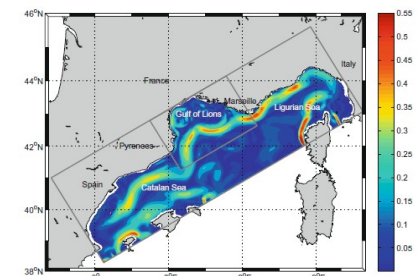 46°N
0.55
0.5
Italy
0.45
France
44°N
0.4
Marseille
Ligurian Sea
Gulf of Lions
0.35
0.3
Pyrenees
42°N
0.25
Spain
Catalan Sea
0.2
40°N
0.15
0.1
0.05
38°N